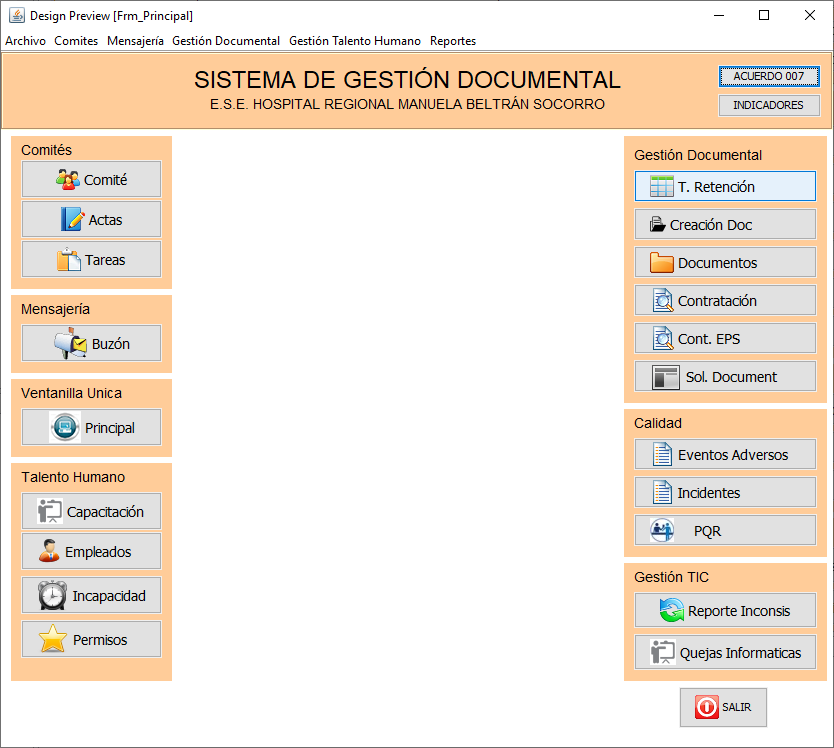 Design Preview [Frm_Principal]
Archivo Comites Mensajería Gestión Documental Gestión Talento Humano Reportes
SISTEMA DE GESTIÓN DOCUMENTAL
E.S.E. HOSPITAL REGIONAL MANUELA BELTRÁN SOCORRO
ACUERDO 007
INDICADORES
Comités
Comité
Actas
Tareas
Mensajería
Buzón
Ventanilla Unica
Principal
Talento Humano
Capacitación
Empleados
Incapacidad
Permisos
Gestión Documental
T. Retención
Creación Doc
Documentos
Contratación
Cont. EPS
Sol. Document
Calidad
Eventos Adversos
Incidentes
PQR
Gestión TIC
Reporte Inconsis
Quejas Informaticas
SALIR